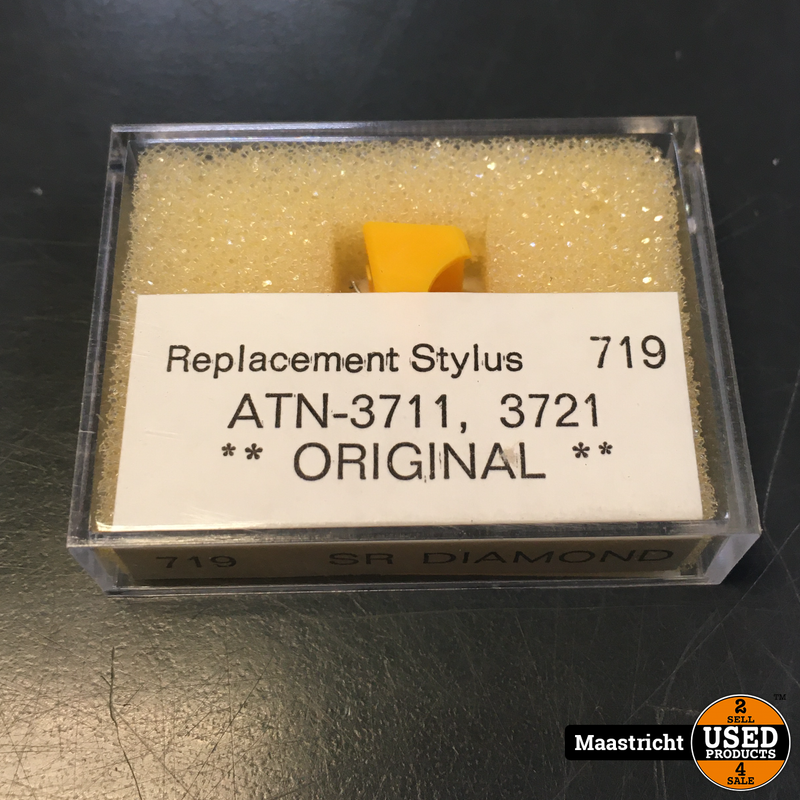 Replacement Stylus 719
ATN-3711, 3721
** ORIGINAL **
719 SR DIAMOND
Maastricht
2
SELL
USED
PRODUCTS
4
SALE
TM